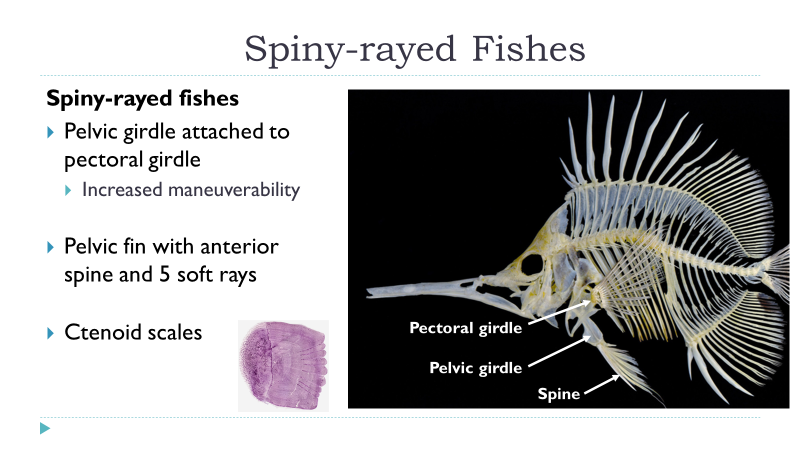 Spiny-rayed Fishes
Spiny-rayed fishes
Pelvic girdle attached to
pectoral girdle
Increased maneuverability
Pelvic fin with anterior
spine and 5 soft rays
Ctenoid scales
Pectoral girdle
Pelvic girdle
Spine